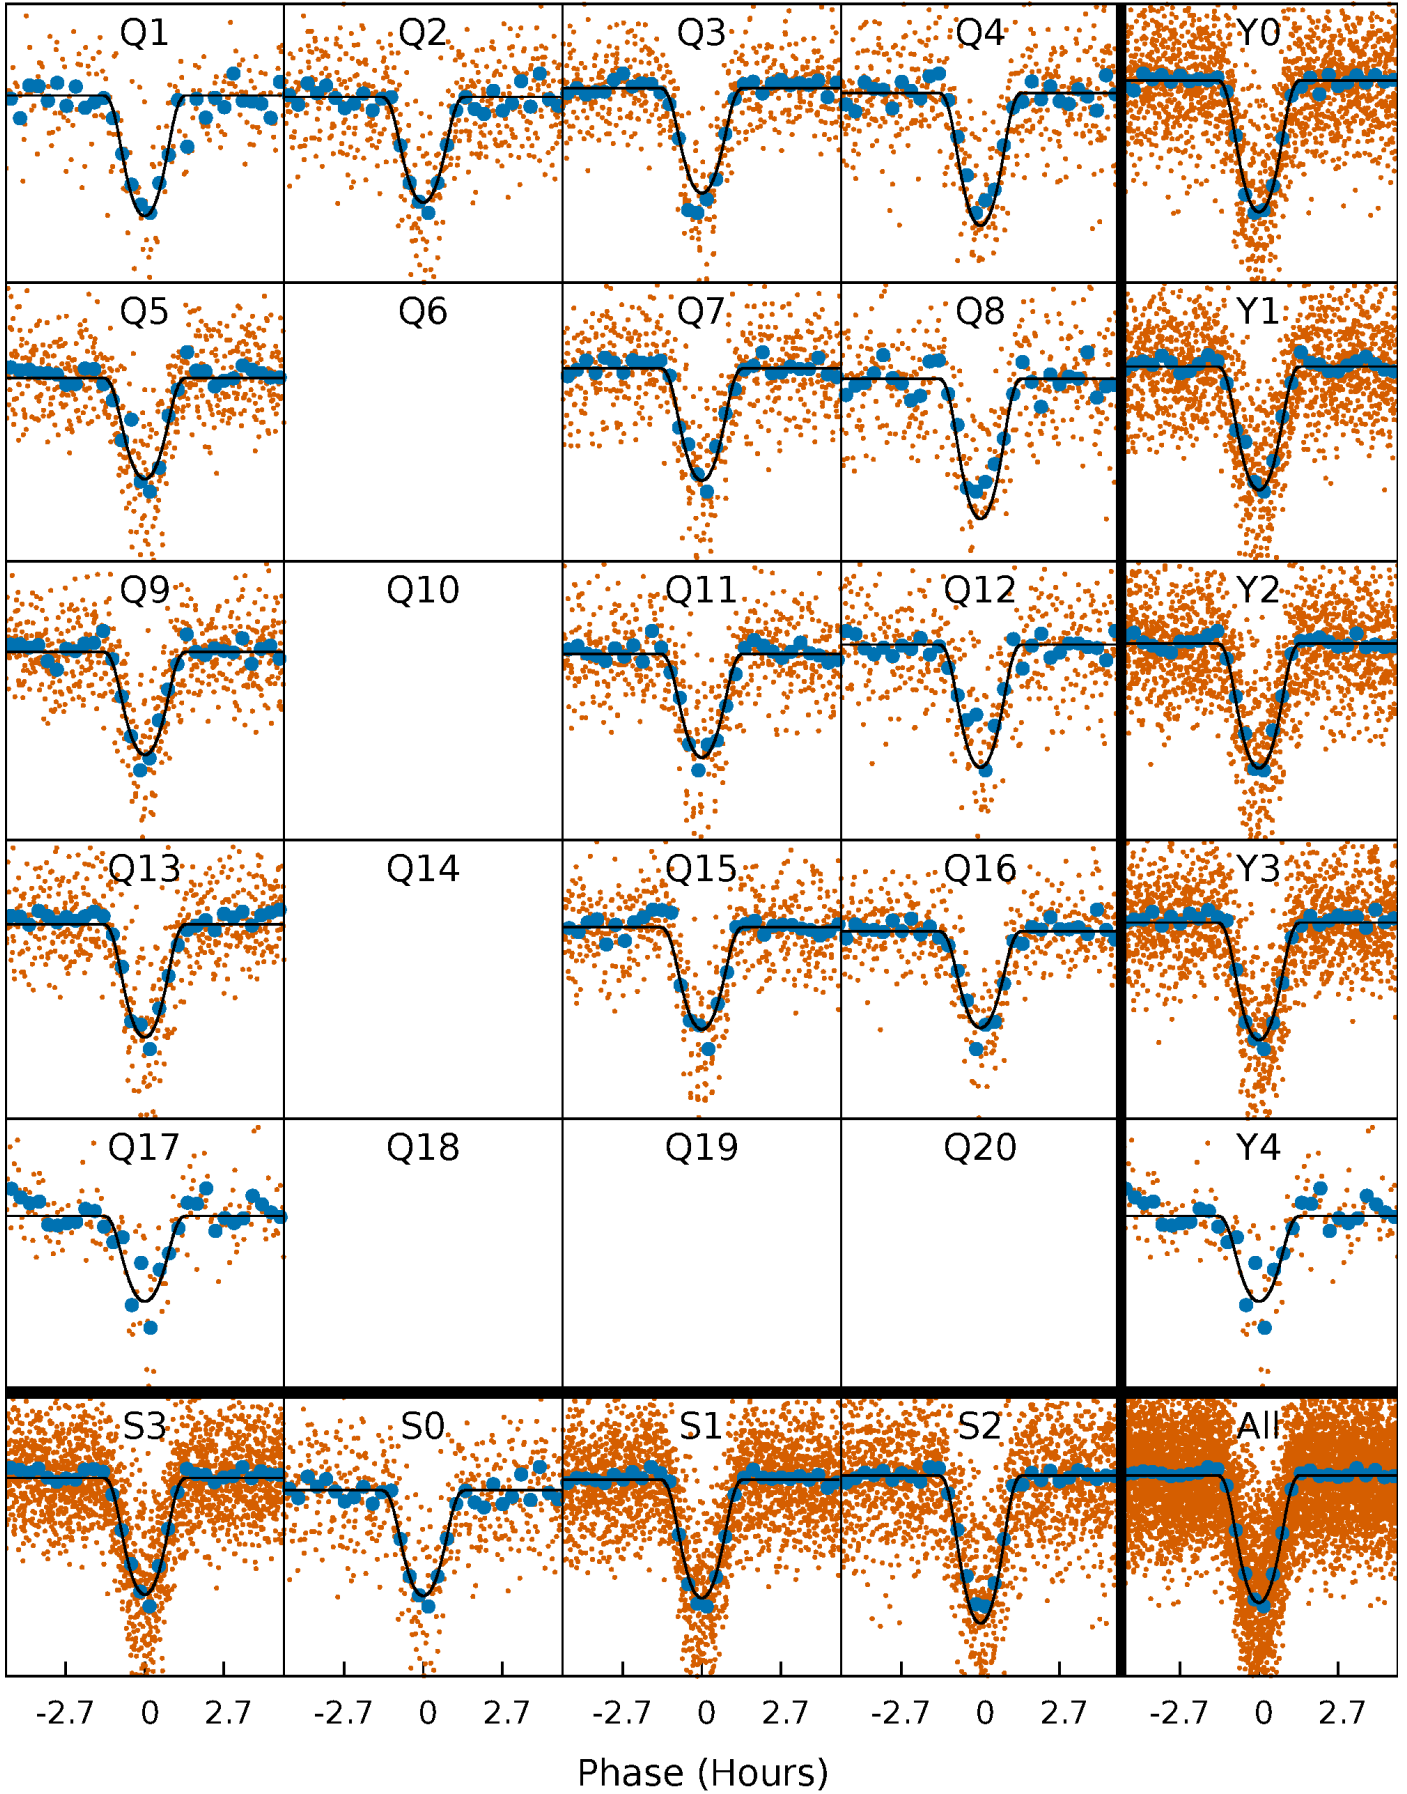 Q1 Q2 Q3 Q4 Y0
Q5 Q6 Q7 Q8 Y1
Q9 Q10 Q11 Q12 Y2
Q13 Q14 Q15 Q16 Y3
Q17 Q18 Q19 Q20 Y4
S3 S0 S1 S2 All
-2.7 0 2.7 -2.7 0 2.7 -2.7 0 2.7 -2.7 0 2.7 -2.7 0 2.7
Phase (Hours)